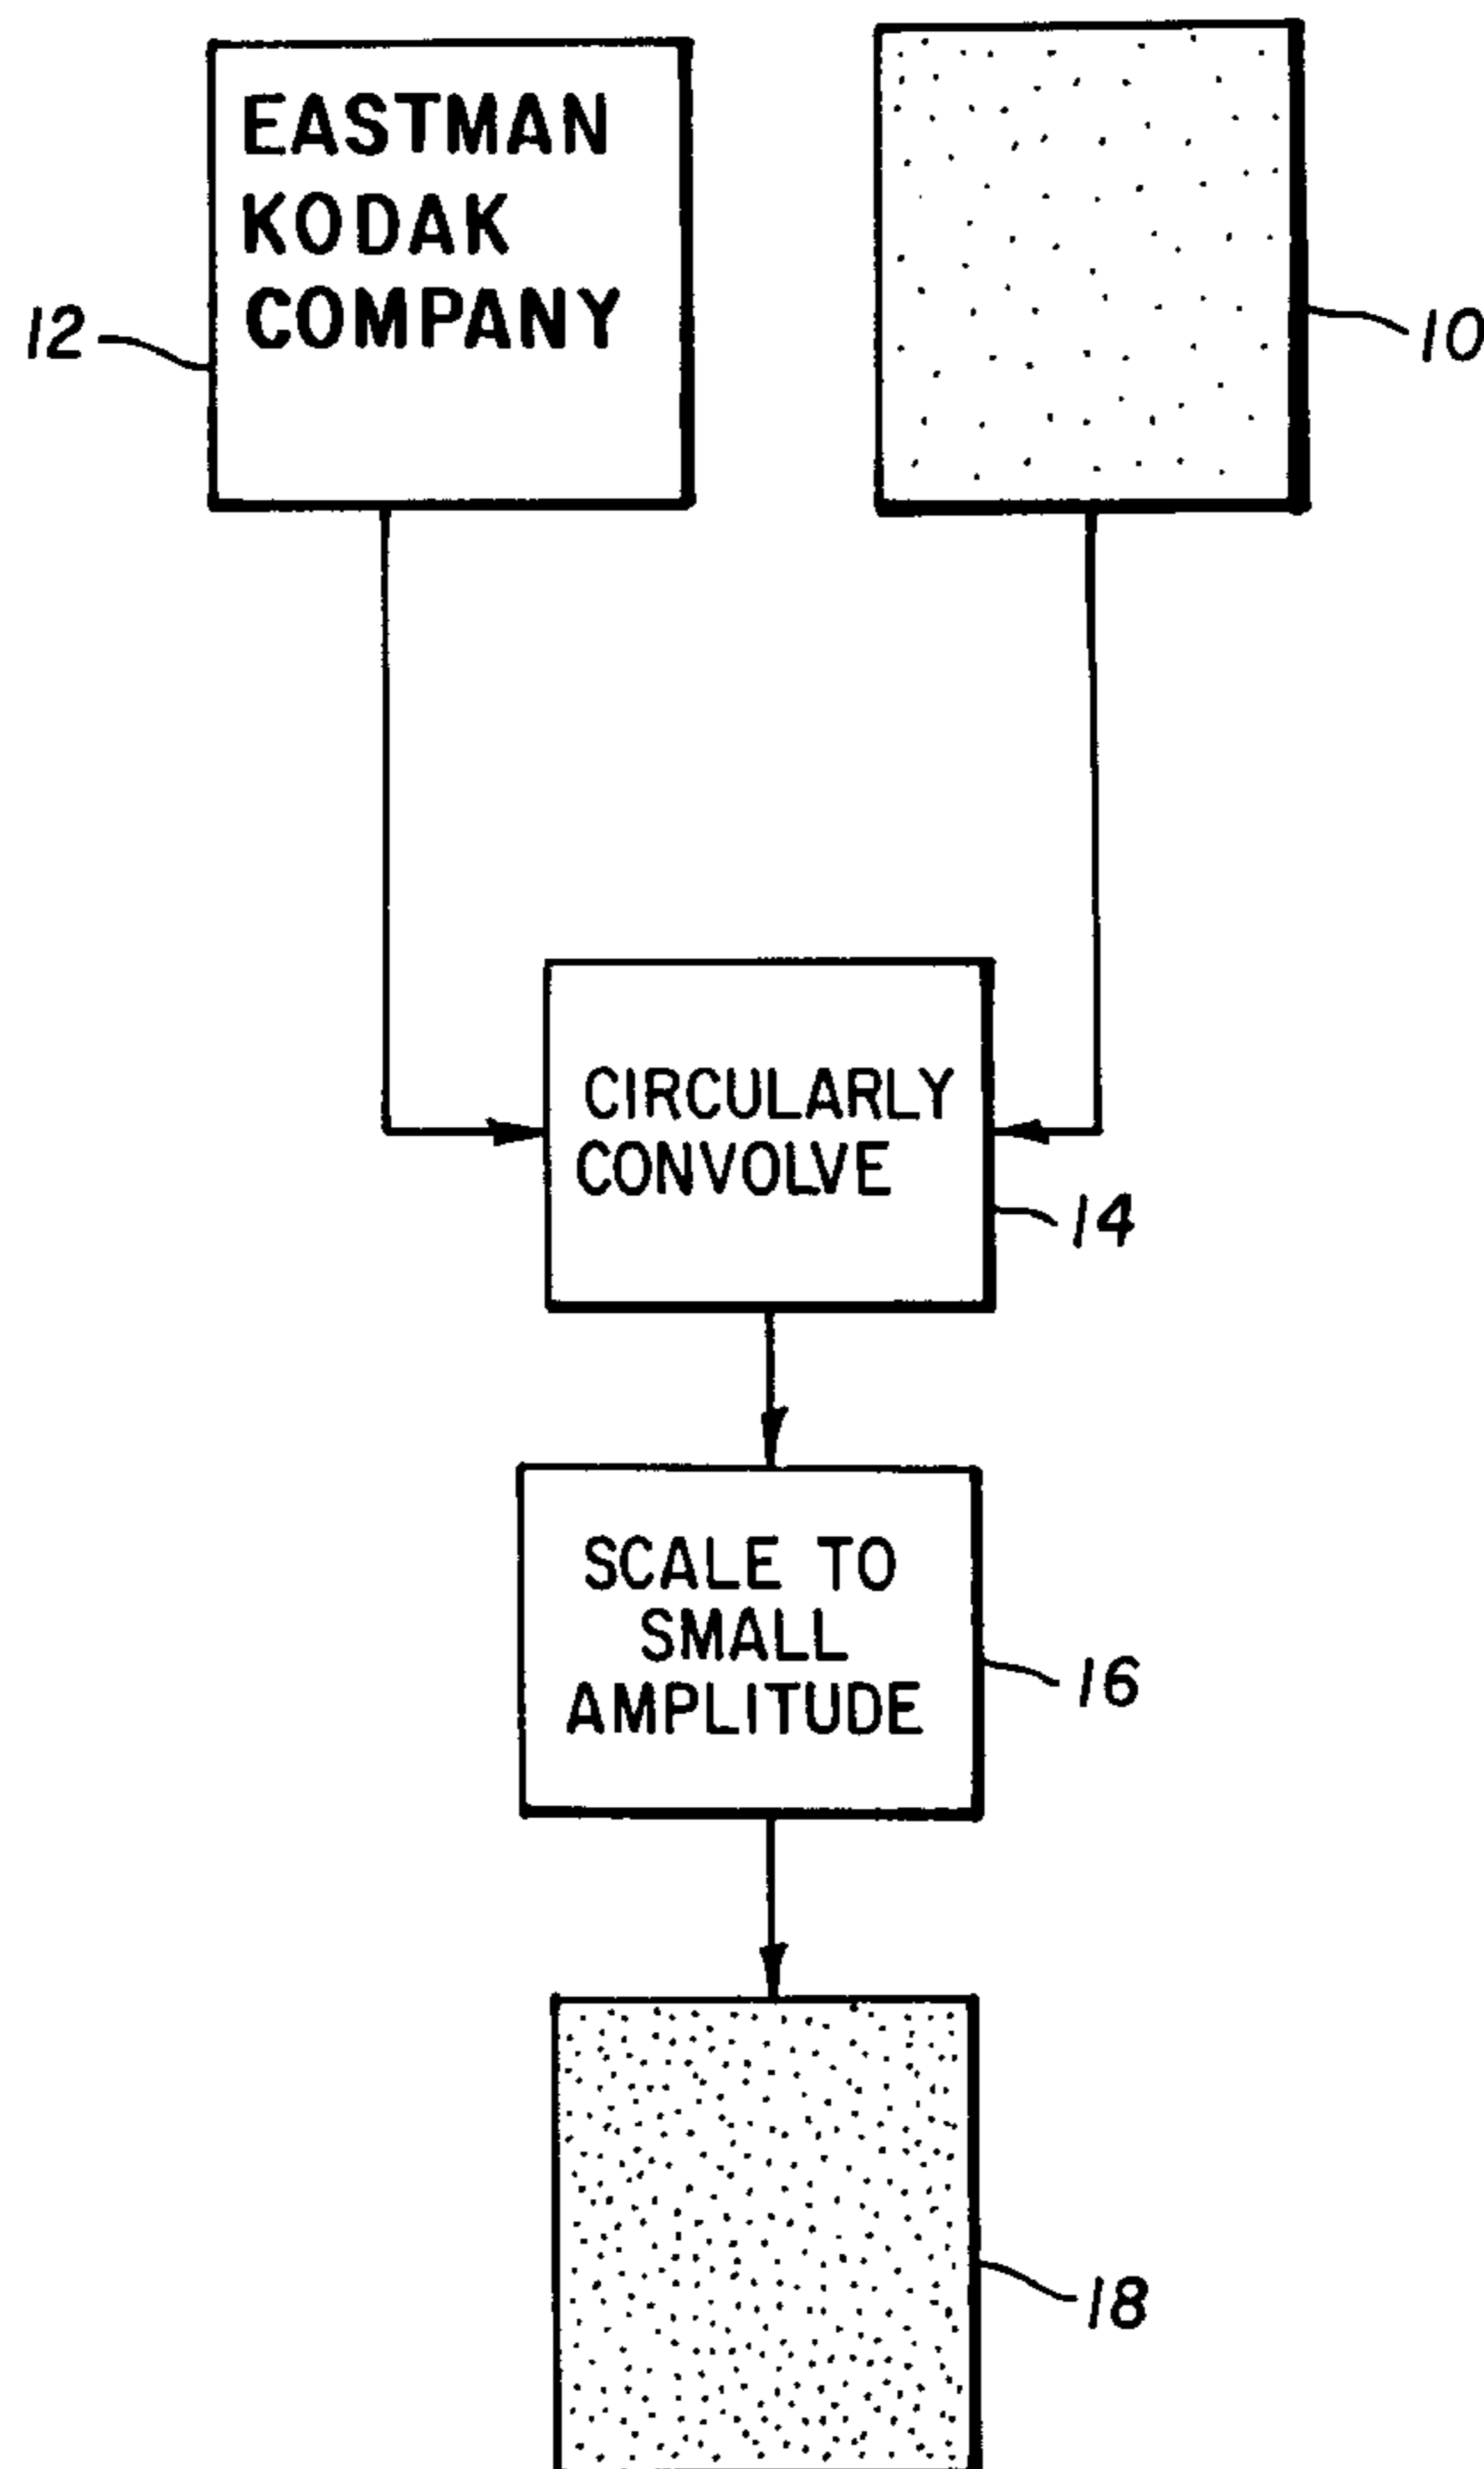 EASTMAN
KODAK
COMPANY
12
10
CIRCULARLY
CONVOLVE
14
SCALE TO
SMALL
AMPLITUDE
16
18